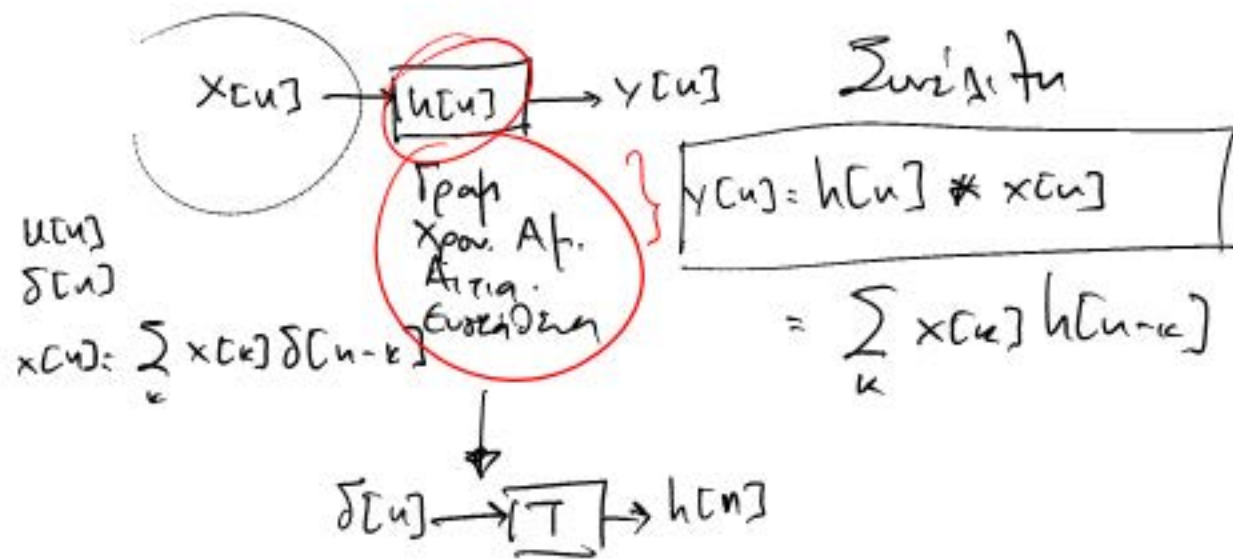 x[n] → h[n] → y[n]
Συνέλιξη
Γραμ
Χρον. Αμ.
Αιτια.
Ευστάθεια
y[n] = h[n] * x[n]
= Σ x[k] h[n-k]
k
u[n]
δ[n]
x[n] = Σ x[k] δ[n-k]
k
δ[n] → T → h[n]